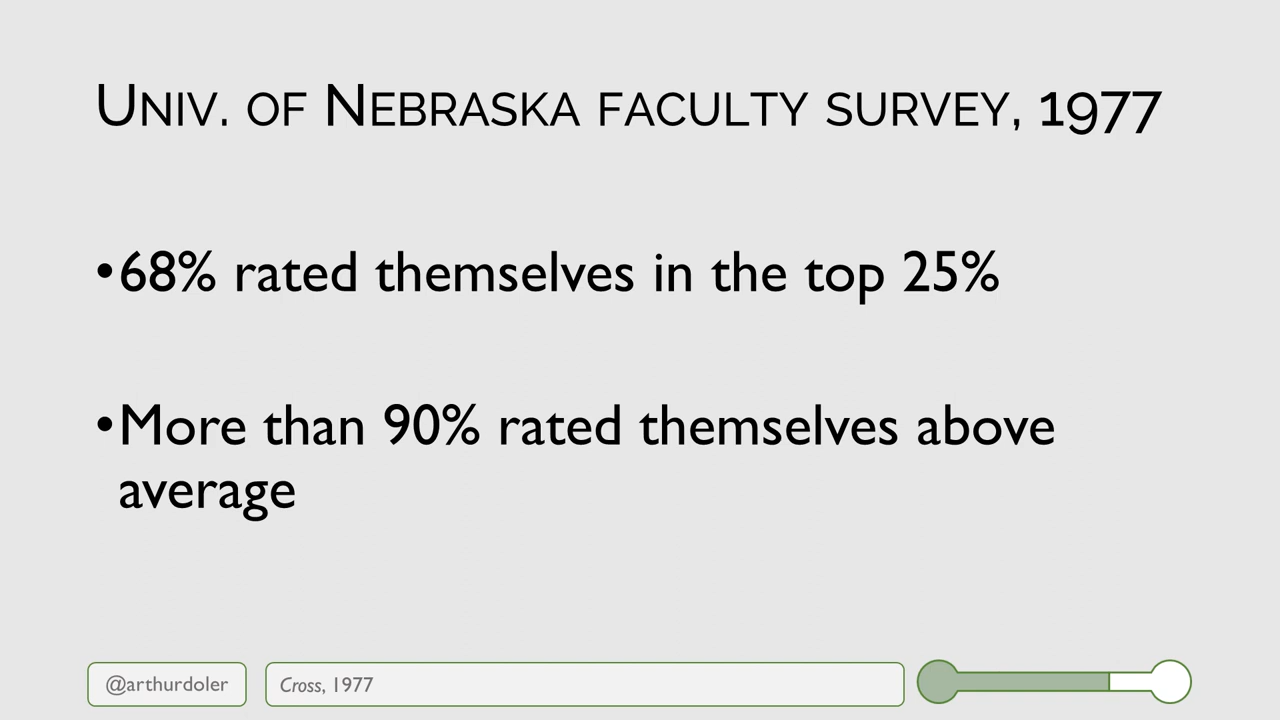 Univ. of Nebraska faculty survey, 1977
•68% rated themselves in the top 25%
•More than 90% rated themselves above
average
@arthurdoler
Cross, 1977